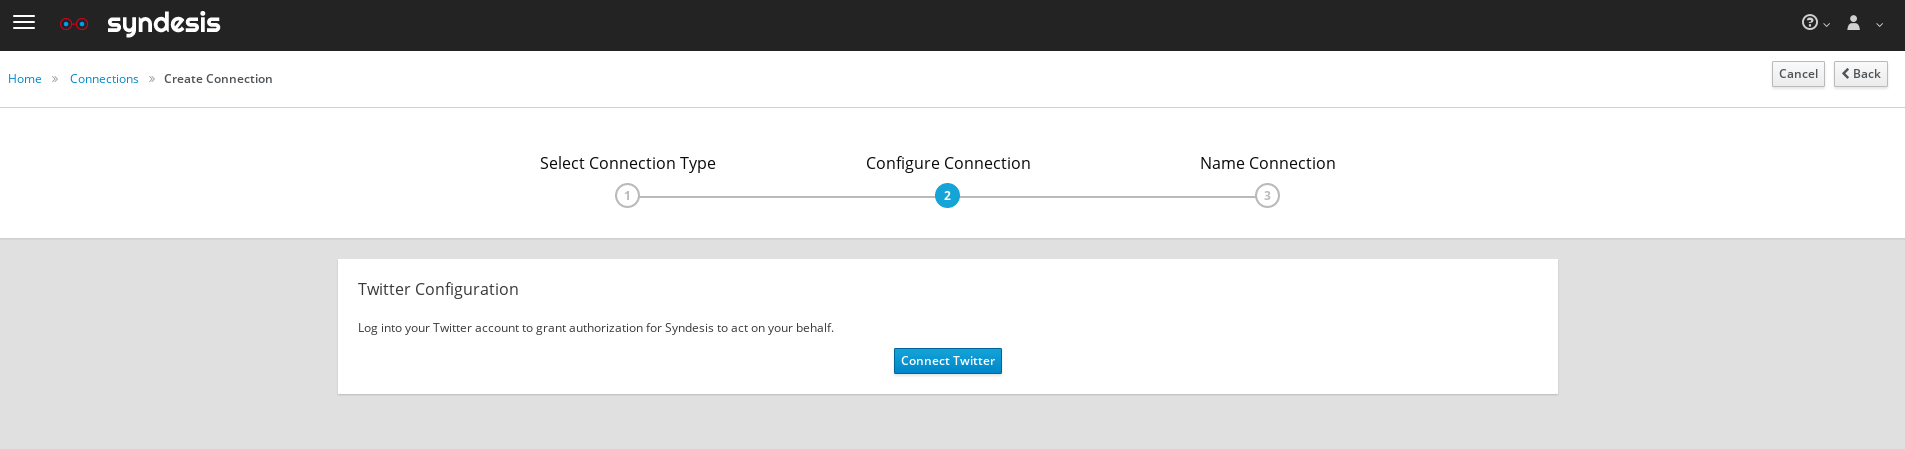 syndesis
Home » Connections » Create Connection
Cancel Back
Select Connection Type Configure Connection Name Connection
1 2 3
Twitter Configuration
Log into your Twitter account to grant authorization for Syndesis to act on your behalf.
Connect Twitter